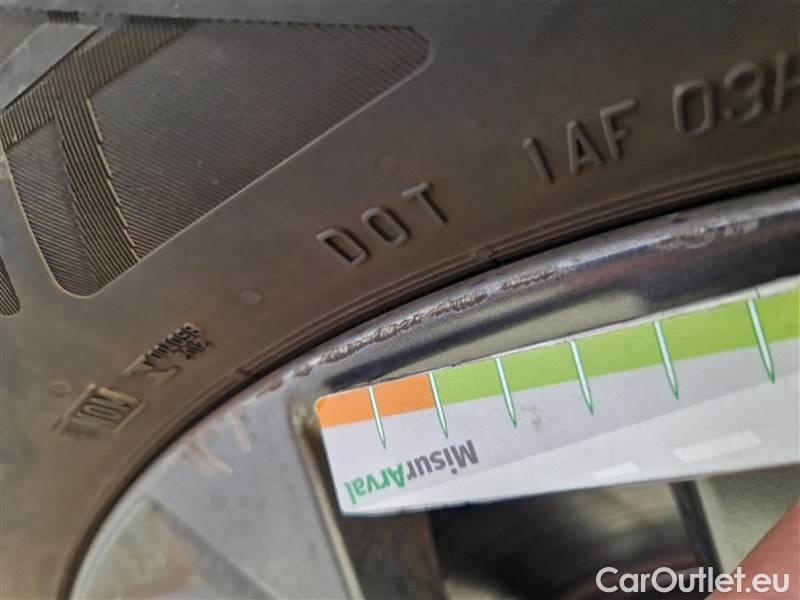 DOT 1AF 03H
MisurArval
CarOutlet.eu